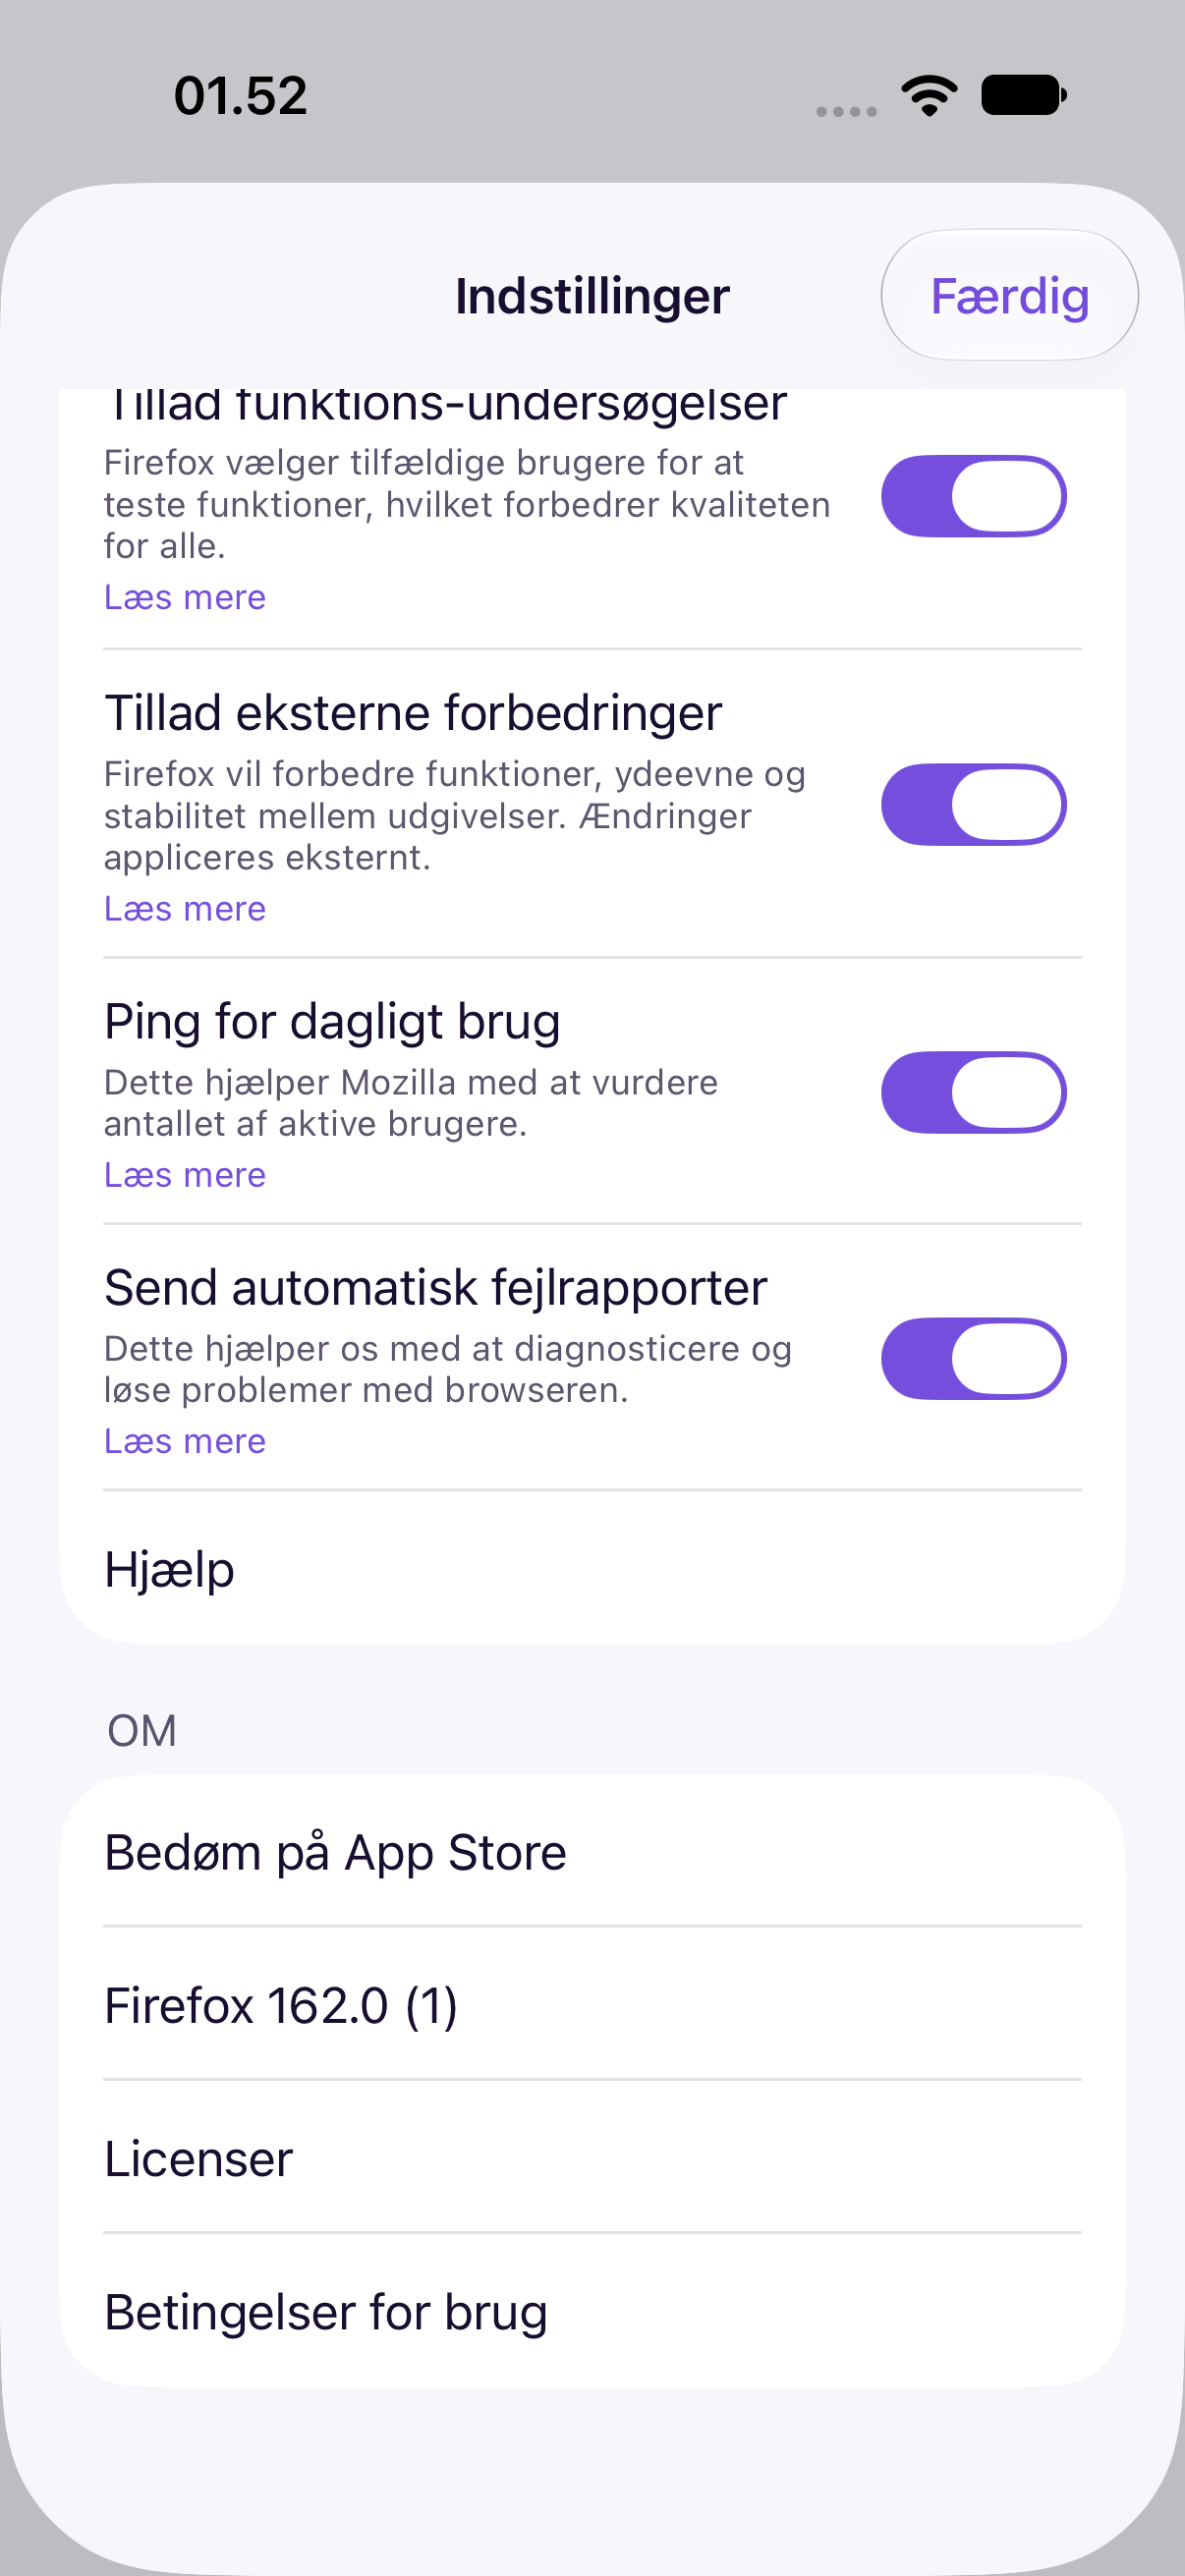 01.52
Indstillinger
Færdig
Tillad funktions-undersøgelser
Firefox vælger tilfældige brugere for at
teste funktioner, hvilket forbedrer kvaliteten
for alle.
Læs mere
Tillad eksterne forbedringer
Firefox vil forbedre funktioner, ydeevne og
stabilitet mellem udgivelser. Ændringer
appliceres eksternt.
Læs mere
Ping for dagligt brug
Dette hjælper Mozilla med at vurdere
antallet af aktive brugere.
Læs mere
Send automatisk fejlrapporter
Dette hjælper os med at diagnosticere og
løse problemer med browseren.
Læs mere
Hjælp
OM
Bedøm på App Store
Firefox 162.0 (1)
Licenser
Betingelser for brug